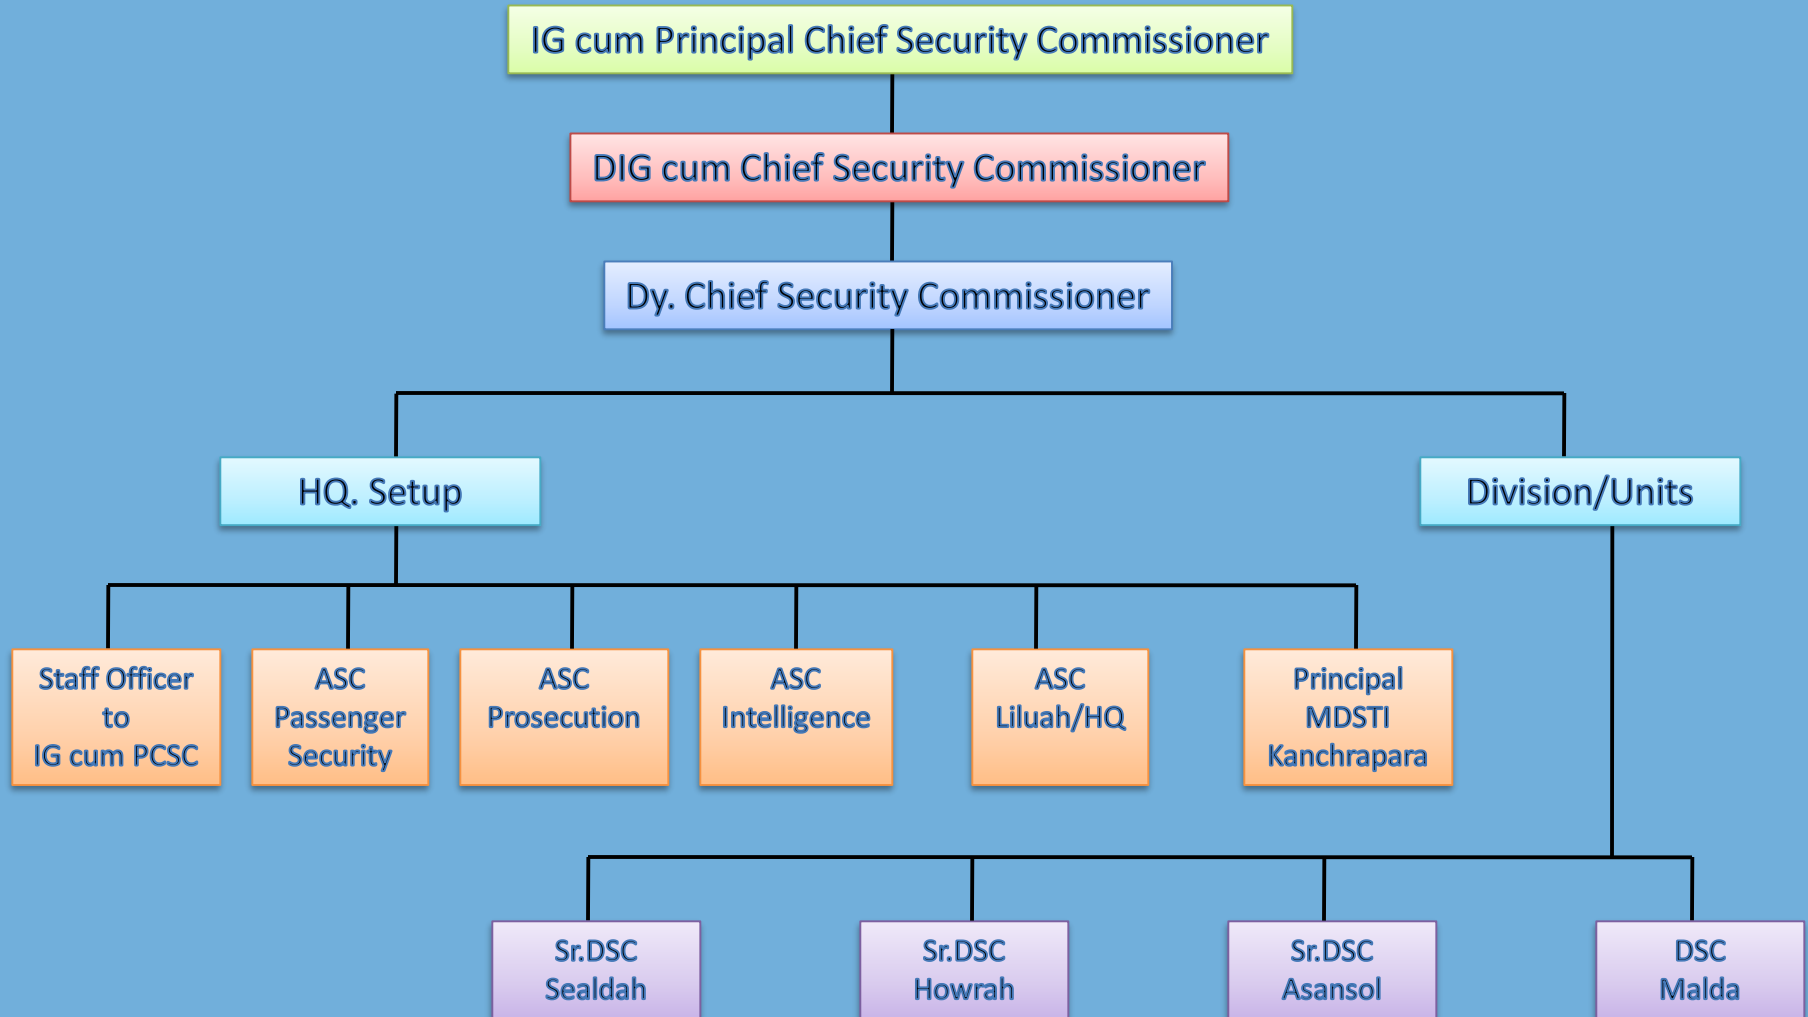 IG cum Principal Chief Security Commissioner
DIG cum Chief Security Commissioner
Dy. Chief Security Commissioner
HQ. Setup
Division/Units
Staff Officer
to
IG cum PCSC
ASC
Passenger
Security
ASC
Prosecution
ASC
Intelligence
ASC
Liluah/HQ
Principal
MDSTI
Kanchrapara
Sr.DSC
Sealdah
Sr.DSC
Howrah
Sr.DSC
Asansol
DSC
Malda